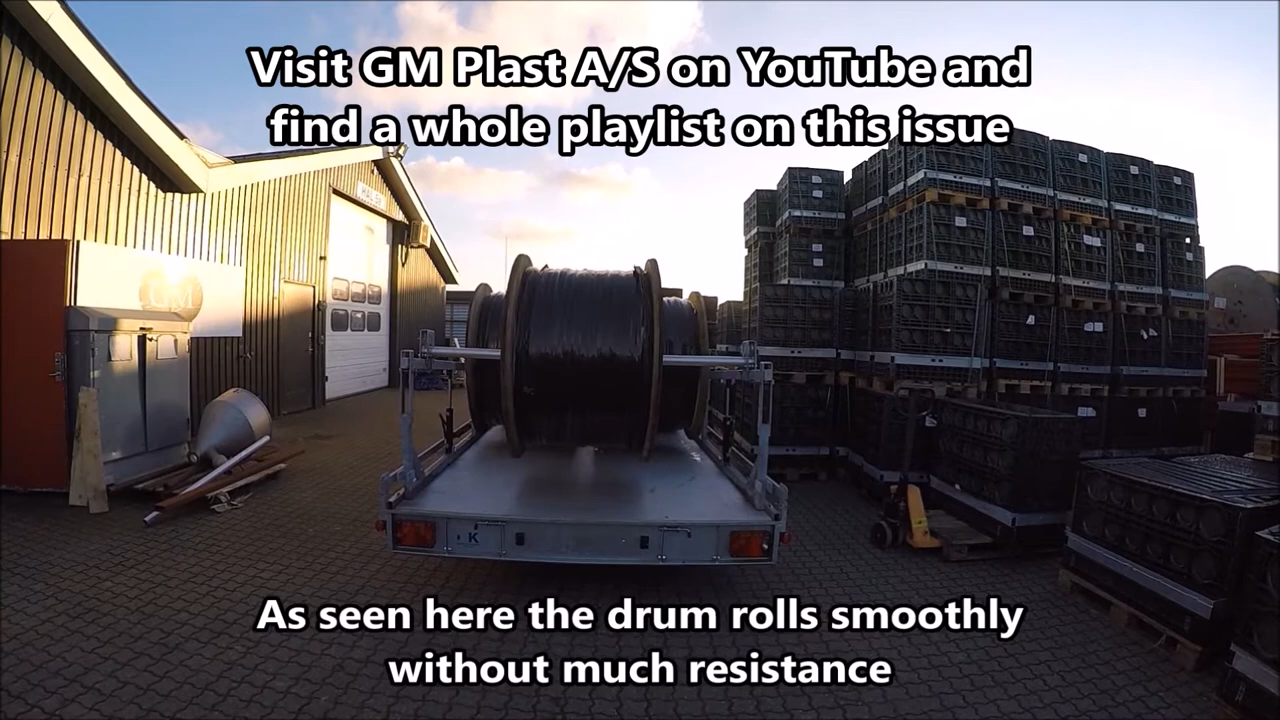 Visit GM Plast A/S on YouTube and
find a whole playlist on this issue
GM
K
As seen here the drum rolls smoothly
without much resistance